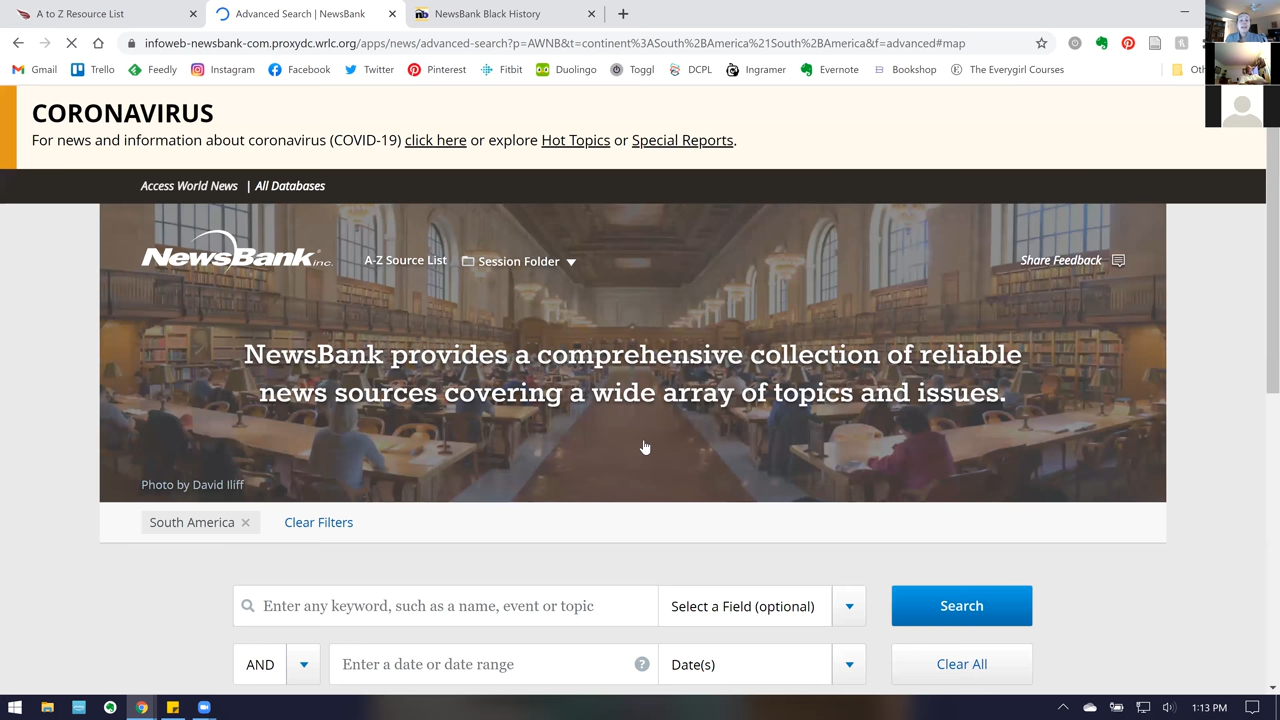 A to Z Resource List
Advanced Search | NewsBank
NewsBank Black History
infoweb-newsbank-com.proxydc.wrlc.org/apps/news/advanced-search?p=AWNB&t=continent%3ASouth%2BAmerica%21South%2BAmerica&f=advanced#map
Gmail Trello Feedly Instagram Facebook Twitter Pinterest Fitbit Duolingo Toggl DCPL Ingramer Evernote Bookshop The Everygirl Courses
CORONAVIRUS
For news and information about coronavirus (COVID-19) click here or explore Hot Topics or Special Reports.
Access World News | All Databases
NewsBank inc. A-Z Source List Session Folder Share Feedback
NewsBank provides a comprehensive collection of reliable
news sources covering a wide array of topics and issues.
Photo by David Iliff
South America Clear Filters
Enter any keyword, such as a name, event or topic Select a Field (optional) Search
AND Enter a date or date range ? Date(s) Clear All
1:13 PM